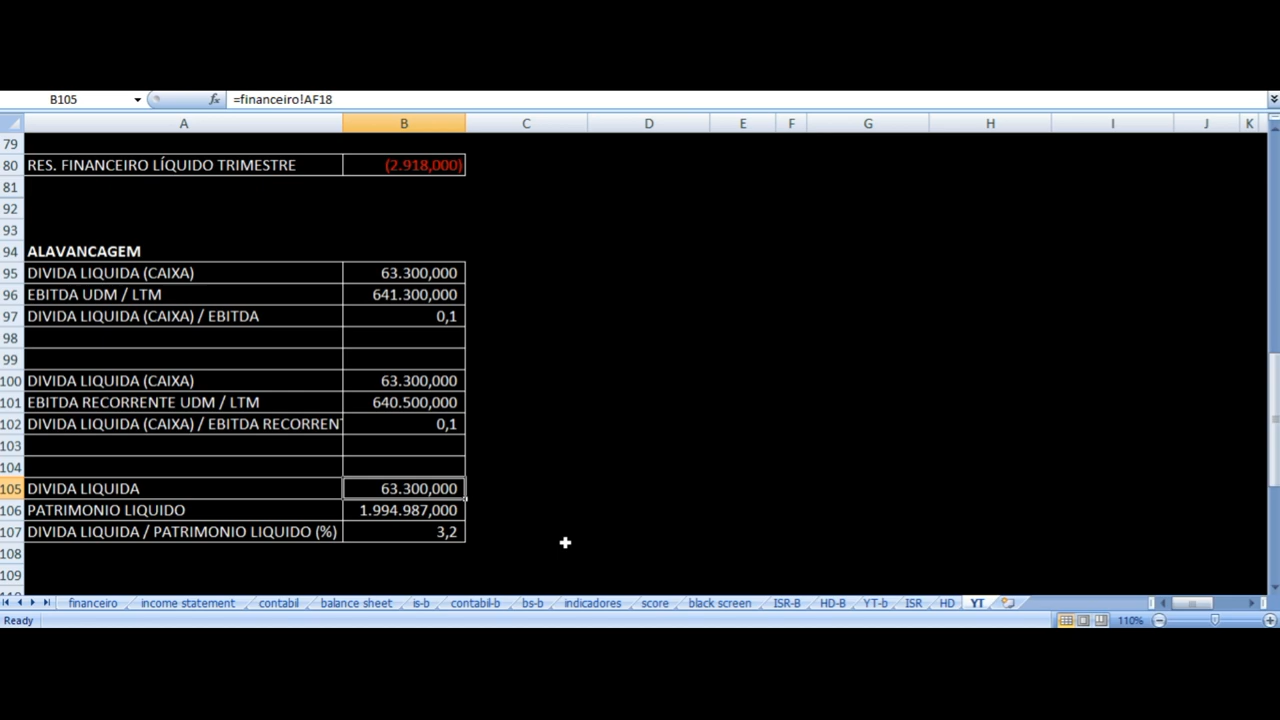 B105 fx =financeiro!AF18
A B C D E F G H I J K
79
80 RES. FINANCEIRO LÍQUIDO TRIMESTRE (2.918,000)
81
92
93
94 ALAVANCAGEM
95 DIVIDA LIQUIDA (CAIXA) 63.300,000
96 EBITDA UDM / LTM 641.300,000
97 DIVIDA LIQUIDA (CAIXA) / EBITDA 0,1
98
99
100 DIVIDA LIQUIDA (CAIXA) 63.300,000
101 EBITDA RECORRENTE UDM / LTM 640.500,000
102 DIVIDA LIQUIDA (CAIXA) / EBITDA RECORREN 0,1
103
104
105 DIVIDA LIQUIDA 63.300,000
106 PATRIMONIO LIQUIDO 1.994.987,000
107 DIVIDA LIQUIDA / PATRIMONIO LIQUIDO (%) 3,2
108
109
financeiro income statement contabil balance sheet is-b contabil-b bs-b indicadores score black screen ISR-B HD-B YT-b ISR HD YT
Ready 110%